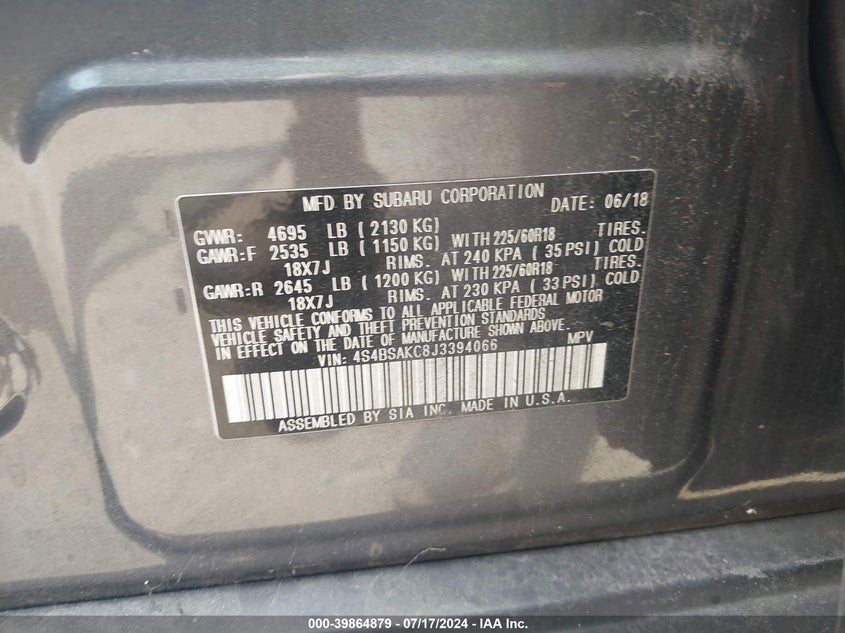 MFD BY SUBARU CORPORATION DATE: 06/18
GVWR: 4695 LB ( 2130 KG)
GAWR:F 2535 LB ( 1150 KG) WITH 225/60R18 TIRES.
18X7J RIMS. AT 240 KPA ( 35 PSI) COLD
GAWR:R 2645 LB ( 1200 KG) WITH 225/60R18 TIRES.
18X7J RIMS. AT 230 KPA ( 33 PSI) COLD
THIS VEHICLE CONFORMS TO ALL APPLICABLE FEDERAL MOTOR
VEHICLE SAFETY AND THEFT PREVENTION STANDARDS
IN EFFECT ON THE DATE OF MANUFACTURE SHOWN ABOVE.
VIN: 4S4BSAKC8J3394066 MPV
ASSEMBLED BY SIA INC. MADE IN U.S.A.
000-39864879 / 07/17/2024 - IAA Inc.